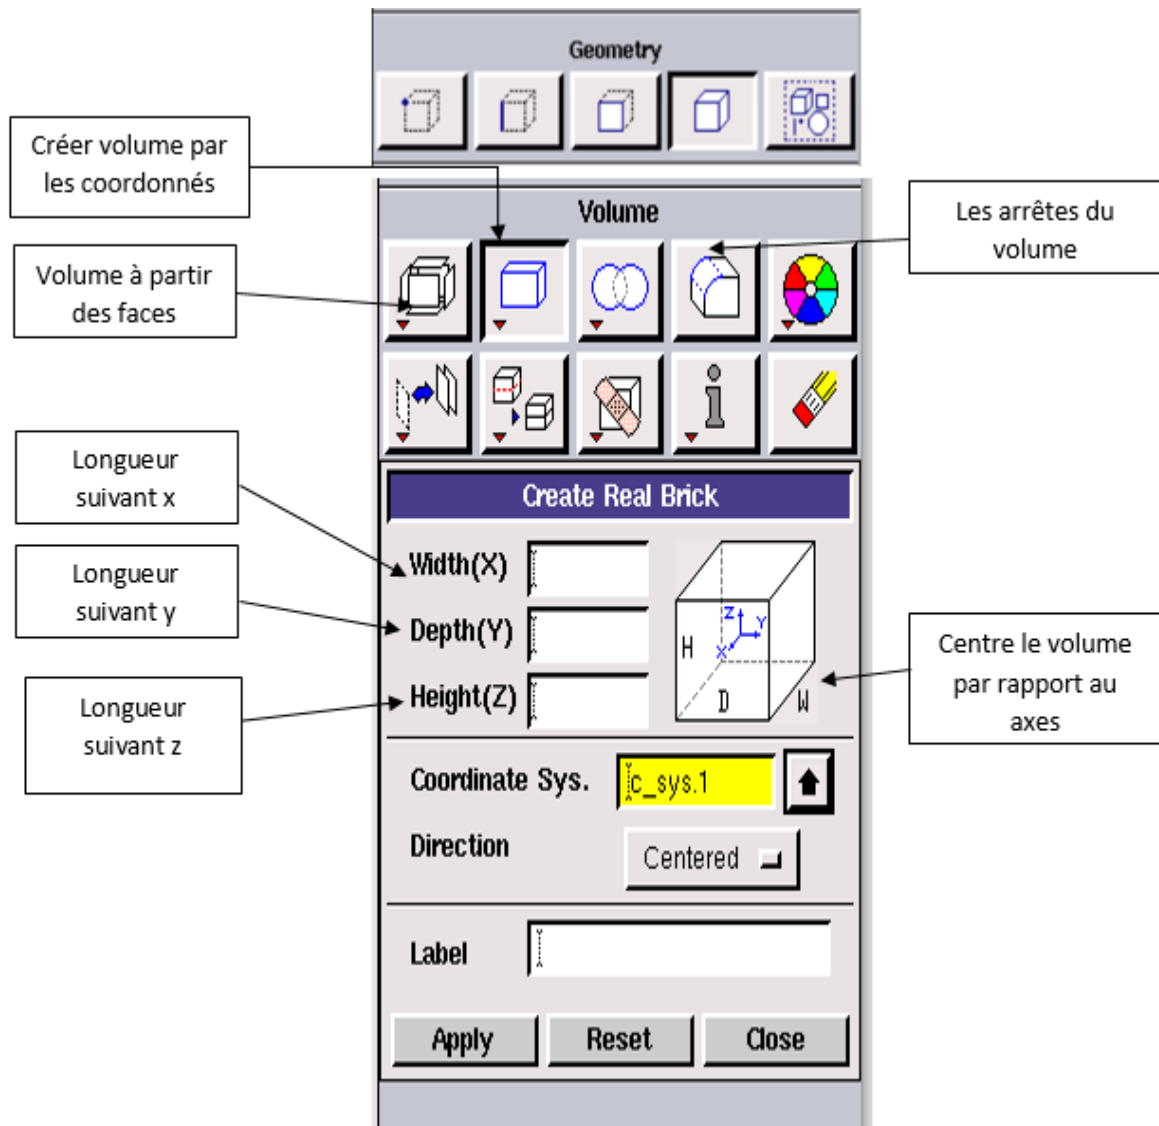 Geometry
Créer volume par
les coordonnés
Volume
Les arrêtes du
volume
Volume à partir
des faces
Longueur
suivant x
Create Real Brick
Width(X)
Longueur
suivant y
Depth(Y)
Height(Z)
Z
Y
X
H
D
W
Centre le volume
par rapport au
axes
Longueur
suivant z
Coordinate Sys.
c_sys.1
Direction
Centered
Label
Apply
Reset
Close